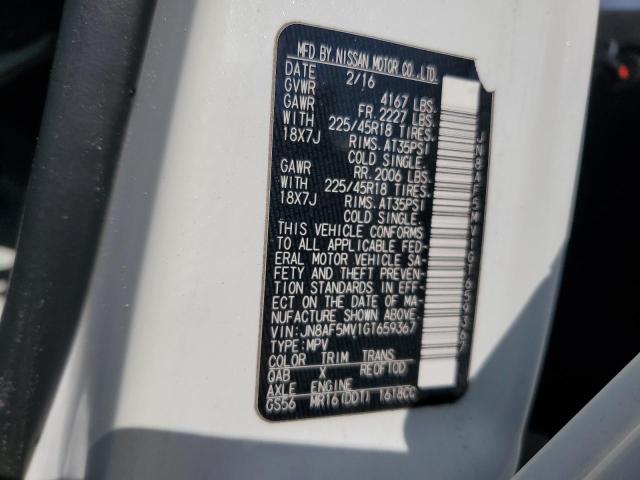 MFD BY.NISSAN MOTOR CO.,LTD.
DATE 2/16
GVWR 4167 LBS.
GAWR FR. 2227 LBS.
WITH 225/45R18 TIRES.
18X7J RIMS. AT35PSI
COLD SINGLE.
GAWR RR. 2006 LBS.
WITH 225/45R18 TIRES.
18X7J RIMS. AT35PSI
COLD SINGLE.
THIS VEHICLE CONFORMS
TO ALL APPLICABLE FED-
ERAL MOTOR VEHICLE SA-
FETY AND THEFT PREVEN-
TION STANDARDS IN EFF-
ECT ON THE DATE OF MA-
NUFACTURE SHOWN ABOVE.
VIN: JN8AF5MV1GT659367
TYPE: MPV
COLOR TRIM TRANS
QAB X RE0F10D
AXLE ENGINE
GS56 MR16(DDT) 1618CC
JN8AF5MV1GT659367